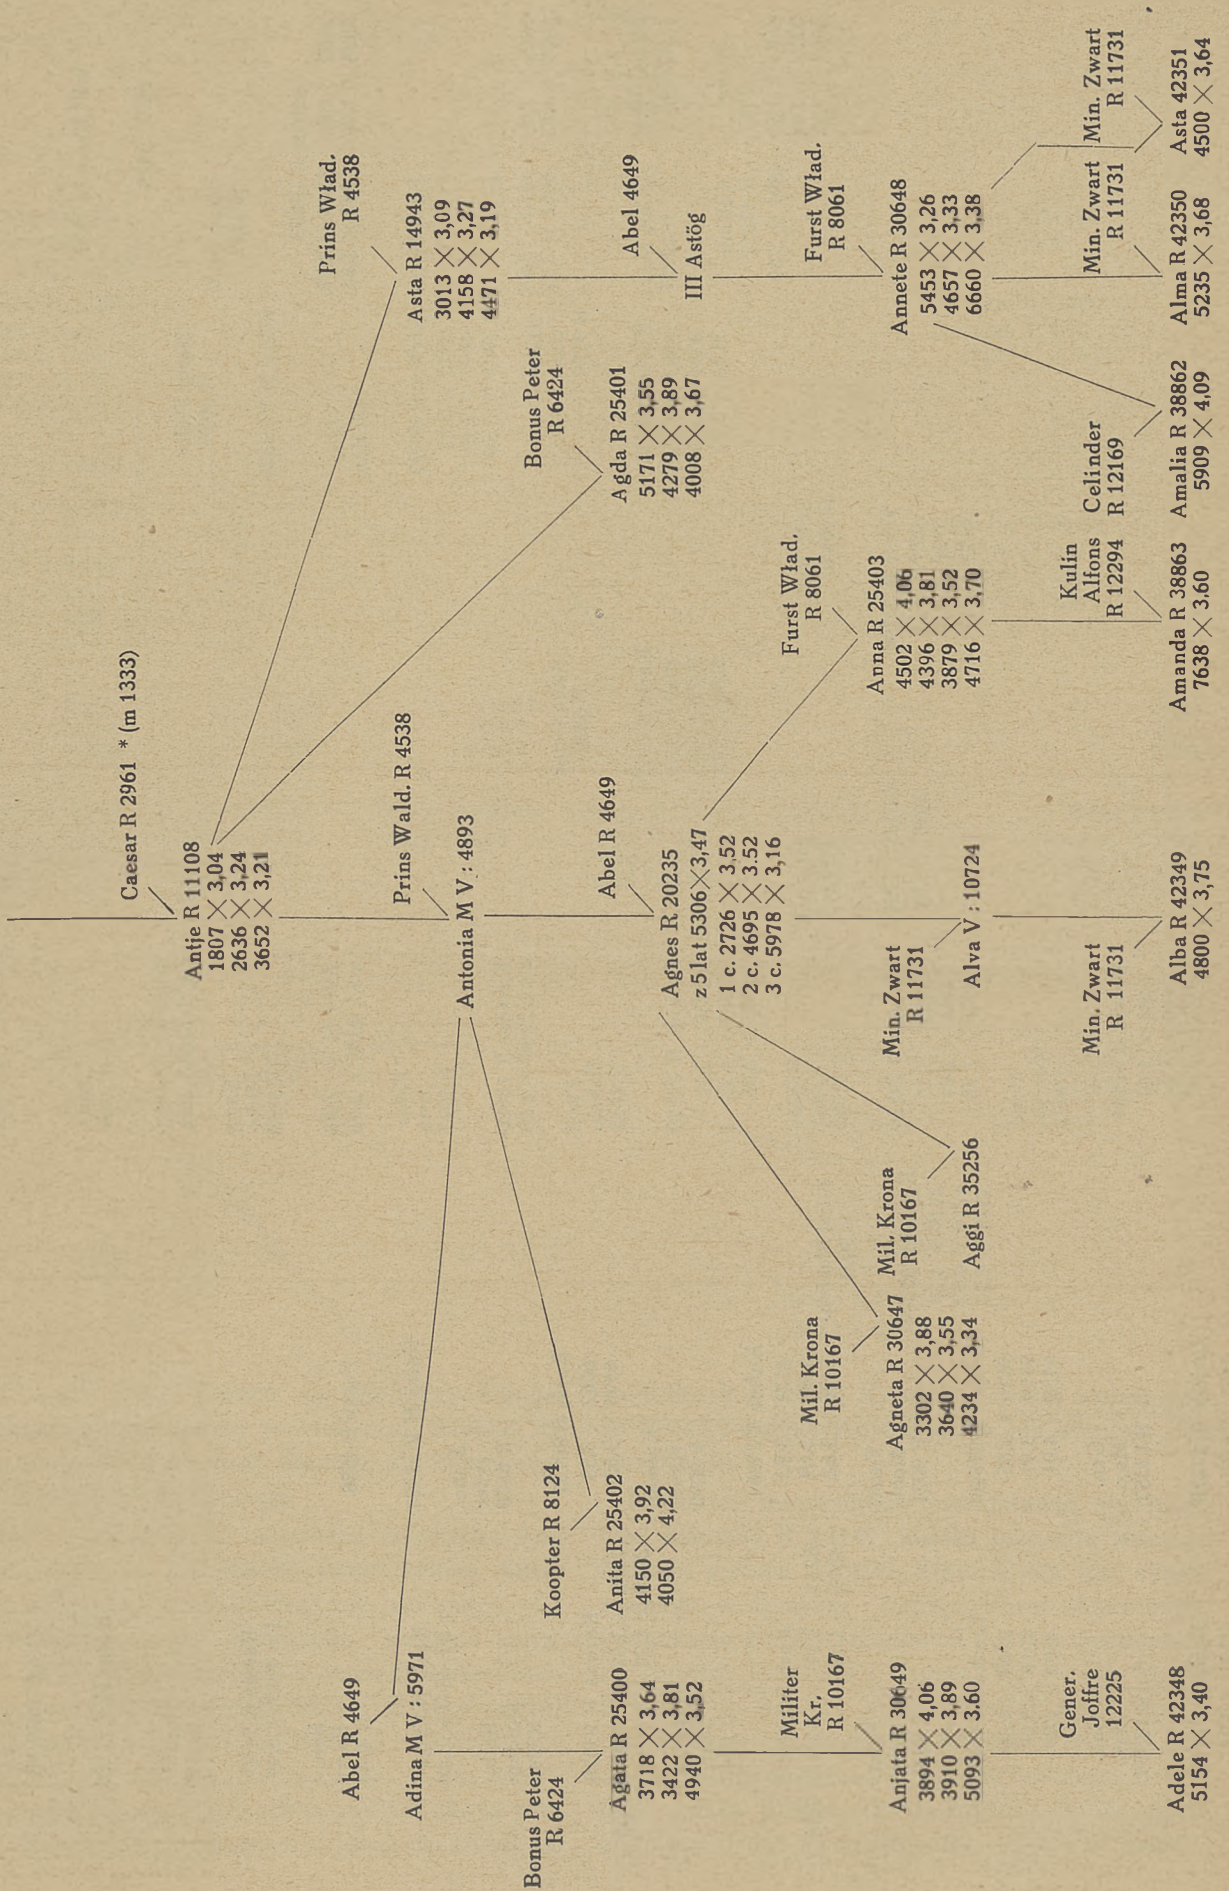 Caesar R 2961 * (m 1333)
Antje R 11108
1807 × 3,04
2636 × 3,24
3652 × 3,21
Abel R 4649
Adina M V : 5971
Prins Wald. R 4538
Antonia M V : 4893
Prins Wład.
R 4538
Asta R 14943
3013 × 3,09
4158 × 3,27
4471 × 3,19
Bonus Peter
R 6424
Agata R 25400
3718 × 3,64
3422 × 3,81
4940 × 3,52
Koopter R 8124
Anita R 25402
4150 × 3,92
4050 × 4,22
Abel R 4649
Agnes R 20235
z 5 lat 5306×3,47
1 c. 2726 × 3.52
2 c. 4695 × 3.52
3 c. 5978 × 3,16
Bonus Peter
R 6424
Agda R 25401
5171 × 3,55
4279 × 3,89
4008 × 3,67
Abel 4649
III Astög
Militer
Kr.
R 10167
Anjata R 30649
3894 × 4,06
3910 × 3,89
5093 × 3.60
Mil. Krona
R 10167
Agneta R 30647
3302 × 3,88
3640 × 3,55
4234 × 3,34
Mil. Krona
R 10167
Aggi R 35256
Min. Zwart
R 11731
Alva V : 10724
Furst Wład.
R 8061
Anna R 25403
4502 × 4,06
4396 × 3,81
3879 × 3,52
4716 × 3,70
Furst Wład.
R 8061
Annete R 30648
5453 × 3,26
4657 × 3,33
6660 × 3,38
Gener.
Joffre
12225
Adele R 42348
5154 × 3,40
Min. Zwart
R 11731
Alba R 42349
4800 × 3,75
Kulin
Alfons
R 12294
Amanda R 38863
7638 × 3.60
Celinder
R 12169
Amalia R 38862
5909 × 4,09
Min. Zwart
R 11731
Alma R 42350
5235 × 3,68
Min. Zwart
R 11731
Asta 42351
4500 × 3,64